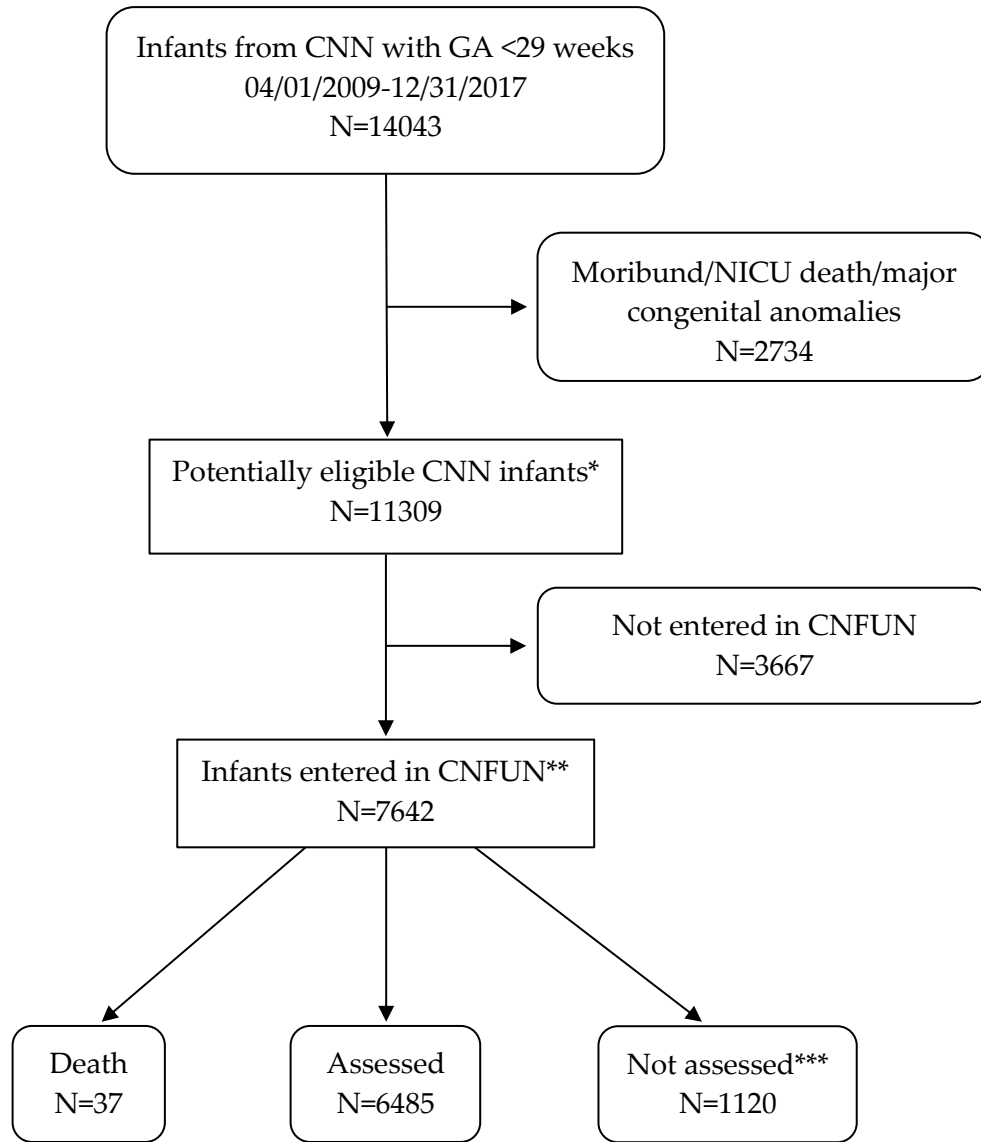 Infants from CNN with GA <29 weeks
04/01/2009-12/31/2017
N=14043
Moribund/NICU death/major
congenital anomalies
N=2734
Potentially eligible CNN infants*
N=11309
Not entered in CNFUN
N=3667
Infants entered in CNFUN**
N=7642
Death
N=37
Assessed
N=6485
Not assessed***
N=1120